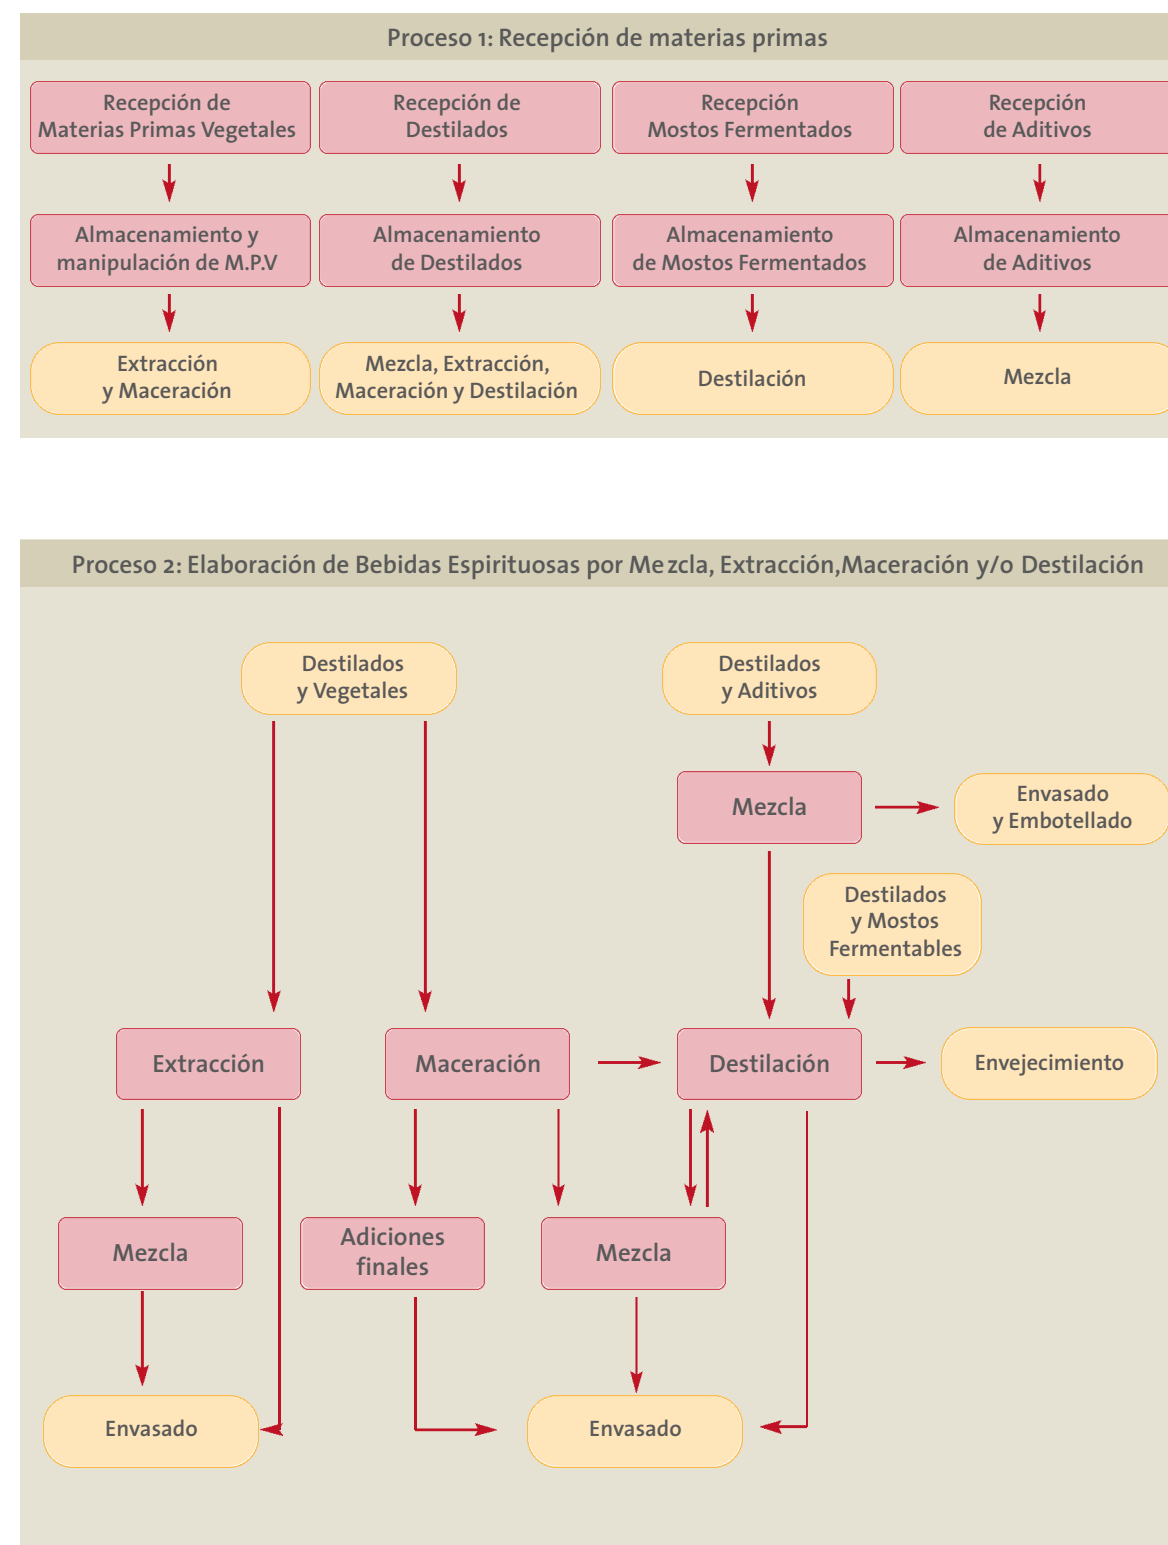 Proceso 1: Recepción de materias primas
Recepción de
Materias Primas Vegetales
Recepción de
Destilados
Recepción
Mostos Fermentados
Recepción
de Aditivos
Almacenamiento y
manipulación de M.P.V
Almacenamiento
de Destilados
Almacenamiento
de Mostos Fermentados
Almacenamiento
de Aditivos
Extracción
y Maceración
Mezcla, Extracción,
Maceración y Destilación
Destilación
Mezcla
Proceso 2: Elaboración de Bebidas Espirituosas por Mezcla, Extracción,Maceración y/o Destilación
Destilados
y Vegetales
Destilados
y Aditivos
Mezcla
Envasado
y Embotellado
Destilados
y Mostos
Fermentables
Extracción
Maceración
Destilación
Envejecimiento
Mezcla
Adiciones
finales
Mezcla
Envasado
Envasado